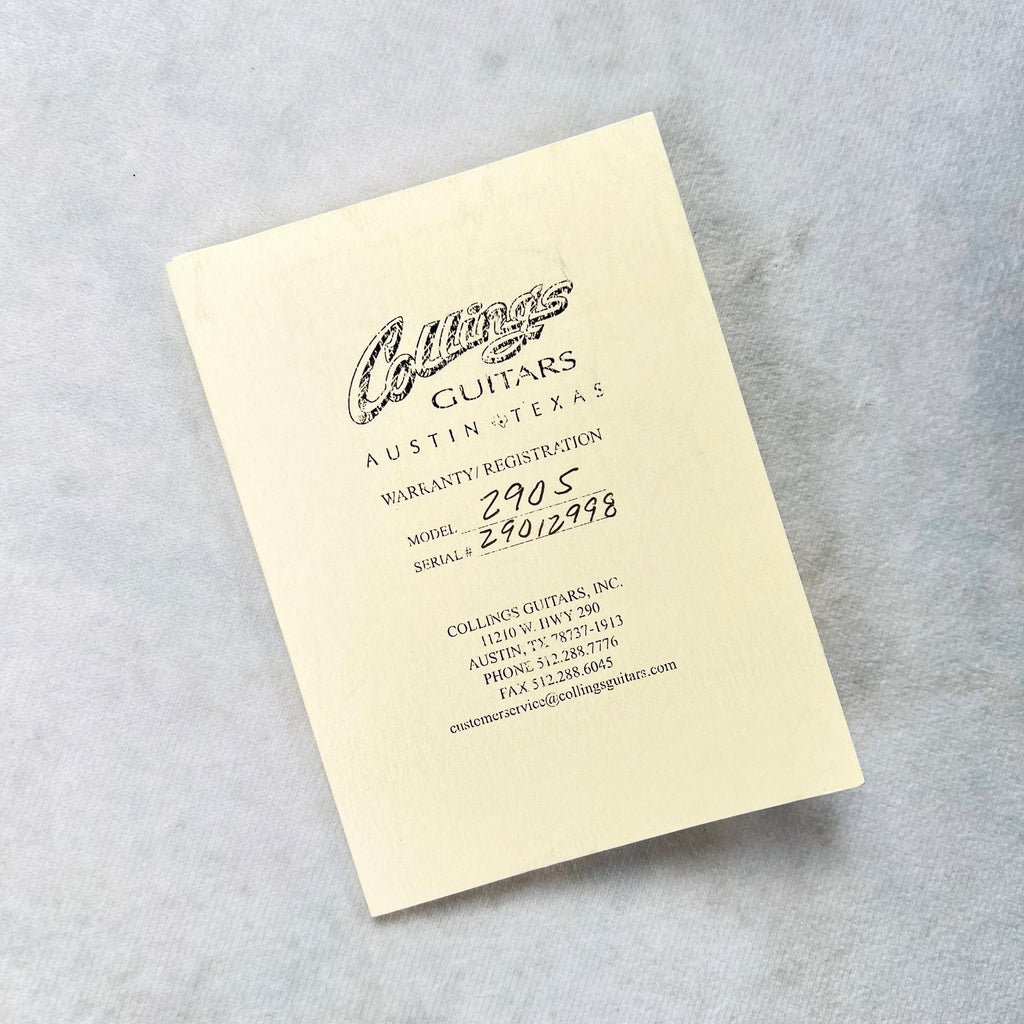 Collings
GUITARS
AUSTIN TEXAS
WARRANTY/ REGISTRATION
MODEL 290 S
SERIAL # 29012998
COLLINGS GUITARS, INC.
11210 W. HWY 290
AUSTIN, TX 78737-1913
PHONE 512.288.7776
FAX 512.288.6045
customerservice@collingsguitars.com